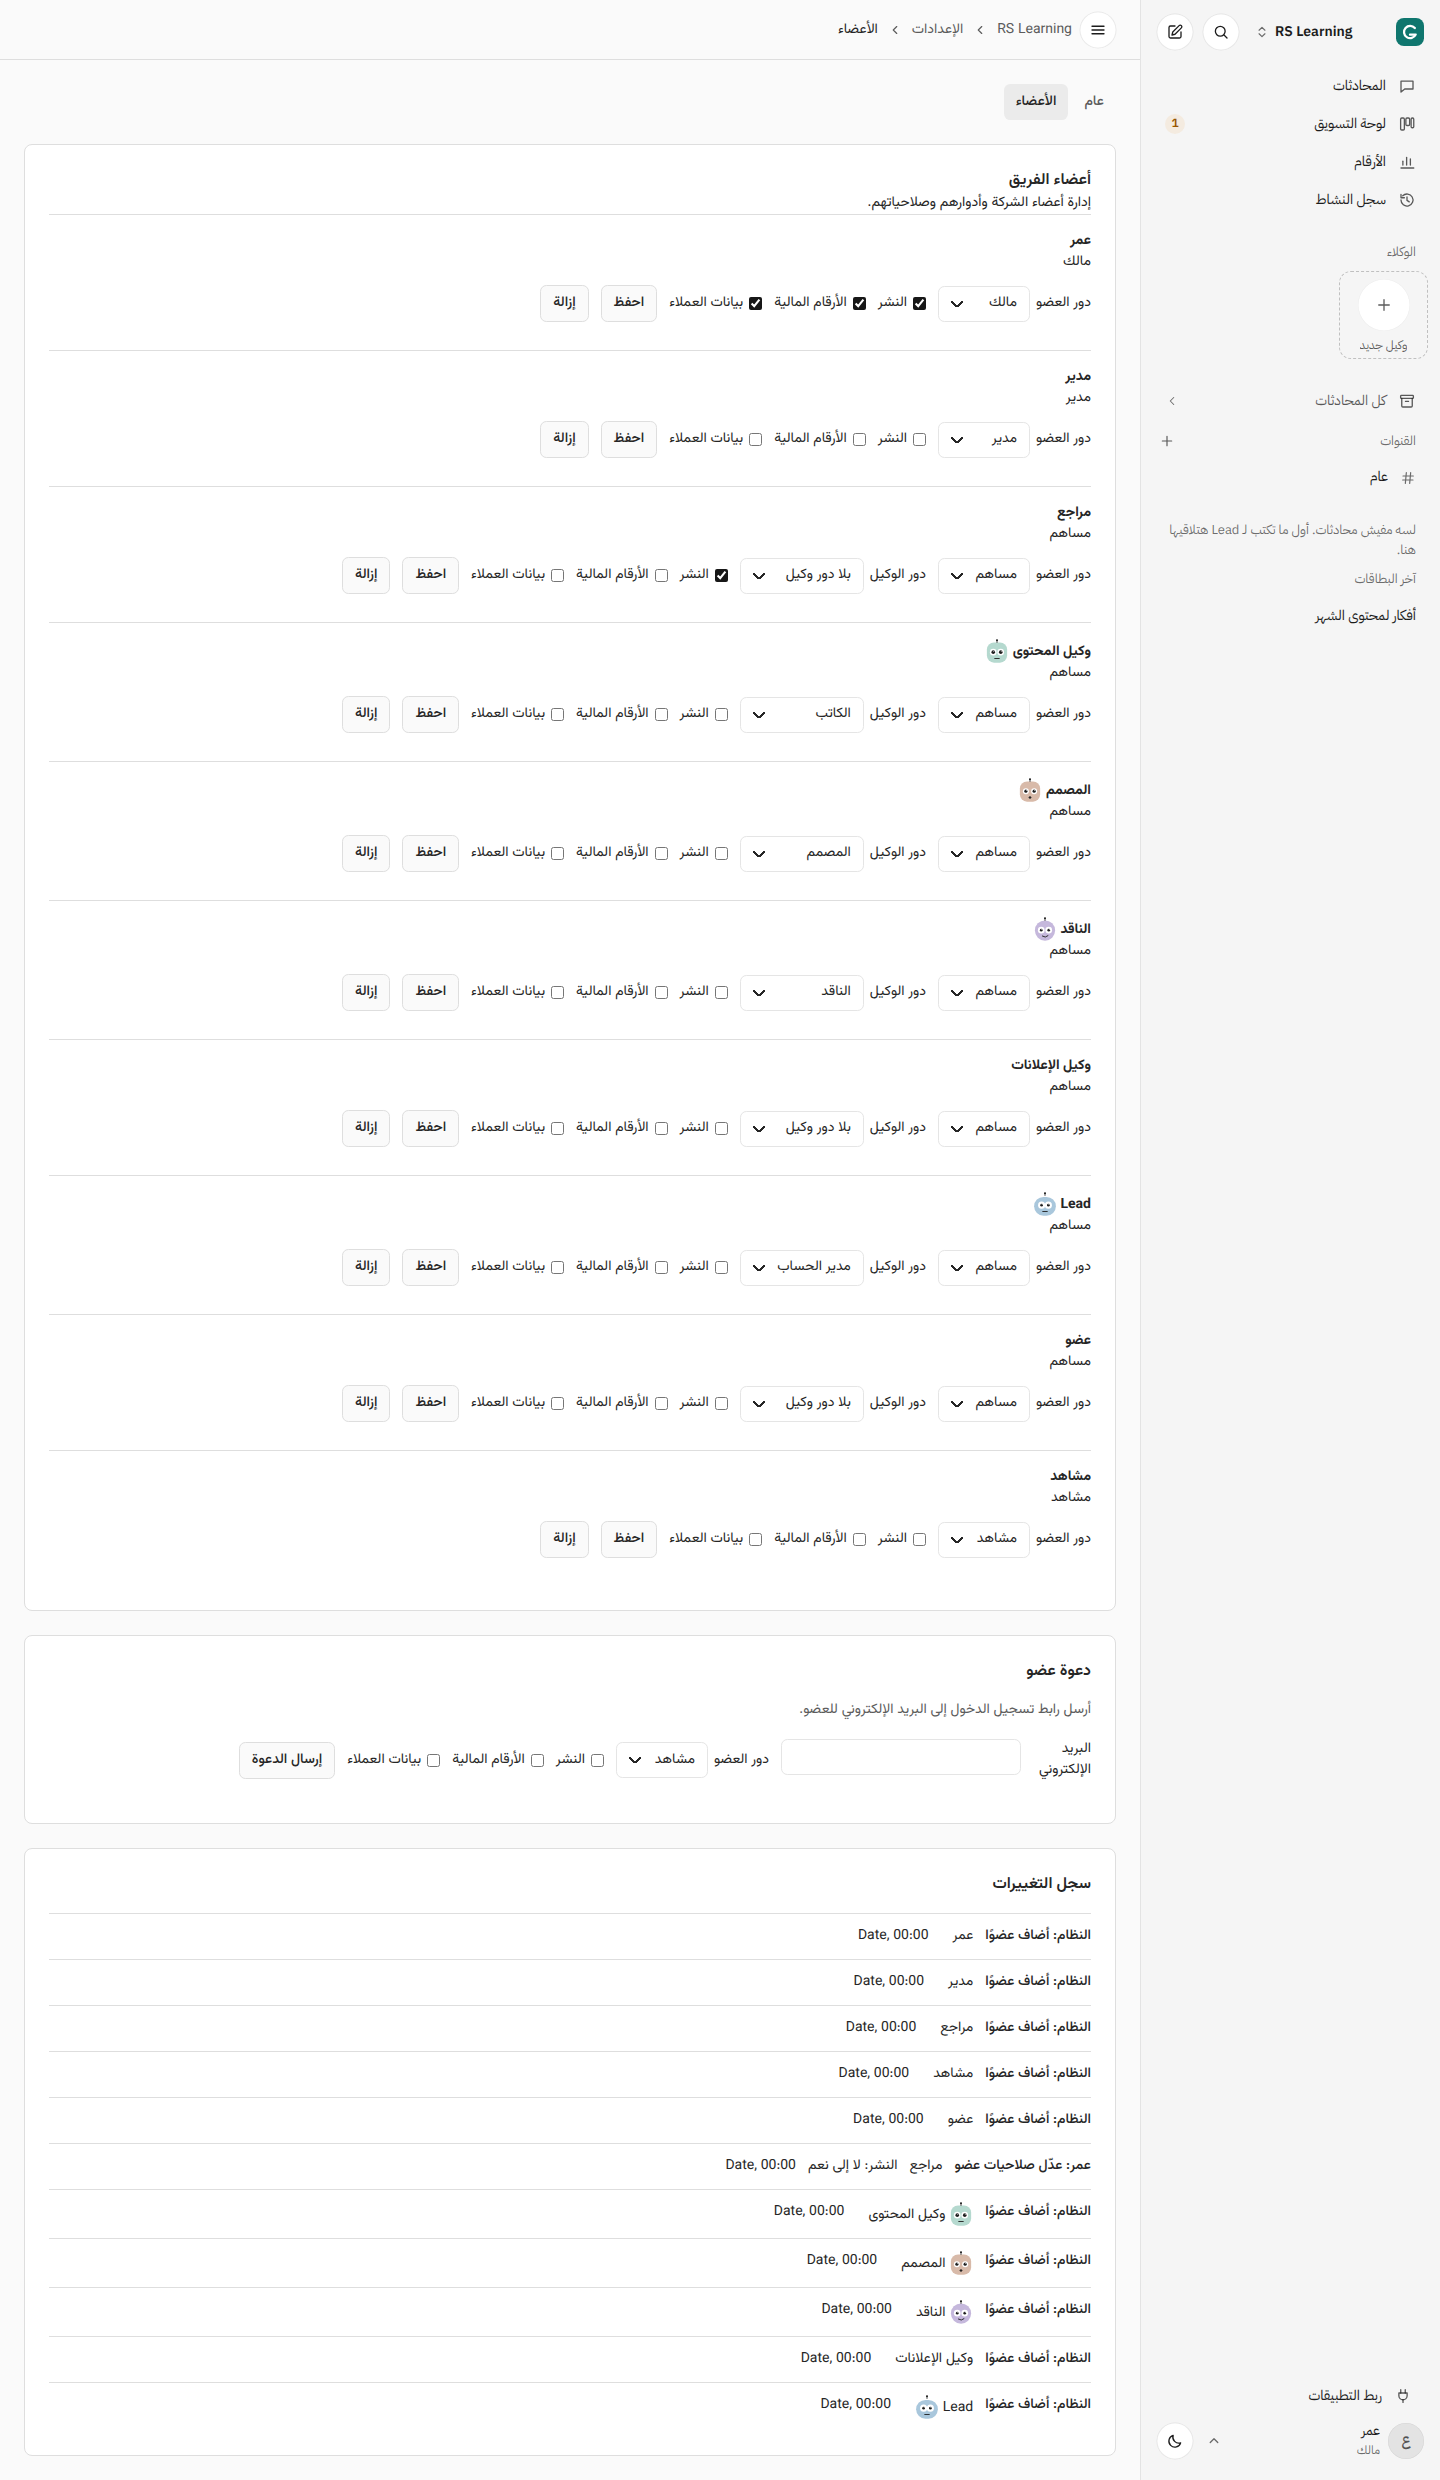 RS Learning
المحادثات
لوحة التسويق
1
الأرقام
سجل النشاط
الوكلاء
وكيل جديد
كل المحادثات
القنوات
عام
لسه مفيش محادثات. أول ما تكتب لـ Lead هتلاقيها
هنا.
آخر البطاقات
أفكار لمحتوى الشهر
ربط التطبيقات
ع
عمر
مالك
RS Learning
الإعدادات
الأعضاء
عام
الأعضاء
أعضاء الفريق
إدارة أعضاء الشركة وأدوارهم وصلاحياتهم.
عمر
مالك
دور العضو مالك النشر الأرقام المالية بيانات العملاء احفظ إزالة
مدير
مدير
دور العضو مدير النشر الأرقام المالية بيانات العملاء احفظ إزالة
مراجع
مساهم
دور العضو مساهم دور الوكيل بلا دور وكيل النشر الأرقام المالية بيانات العملاء احفظ إزالة
وكيل المحتوى
مساهم
دور العضو مساهم دور الوكيل الكاتب النشر الأرقام المالية بيانات العملاء احفظ إزالة
المصمم
مساهم
دور العضو مساهم دور الوكيل المصمم النشر الأرقام المالية بيانات العملاء احفظ إزالة
الناقد
مساهم
دور العضو مساهم دور الوكيل الناقد النشر الأرقام المالية بيانات العملاء احفظ إزالة
وكيل الإعلانات
مساهم
دور العضو مساهم دور الوكيل بلا دور وكيل النشر الأرقام المالية بيانات العملاء احفظ إزالة
Lead
مساهم
دور العضو مساهم دور الوكيل مدير الحساب النشر الأرقام المالية بيانات العملاء احفظ إزالة
عضو
مساهم
دور العضو مساهم دور الوكيل بلا دور وكيل النشر الأرقام المالية بيانات العملاء احفظ إزالة
مشاهد
مشاهد
دور العضو مشاهد النشر الأرقام المالية بيانات العملاء احفظ إزالة
دعوة عضو
أرسل رابط تسجيل الدخول إلى البريد الإلكتروني للعضو.
البريد
الإلكتروني
دور العضو مشاهد النشر الأرقام المالية بيانات العملاء إرسال الدعوة
سجل التغييرات
النظام: أضاف عضوًا عمر Date, 00:00
النظام: أضاف عضوًا مدير Date, 00:00
النظام: أضاف عضوًا مراجع Date, 00:00
النظام: أضاف عضوًا مشاهد Date, 00:00
النظام: أضاف عضوًا عضو Date, 00:00
عمر: عدّل صلاحيات عضو مراجع النشر: لا إلى نعم Date, 00:00
النظام: أضاف عضوًا وكيل المحتوى Date, 00:00
النظام: أضاف عضوًا المصمم Date, 00:00
النظام: أضاف عضوًا الناقد Date, 00:00
النظام: أضاف عضوًا وكيل الإعلانات Date, 00:00
النظام: أضاف عضوًا Lead Date, 00:00